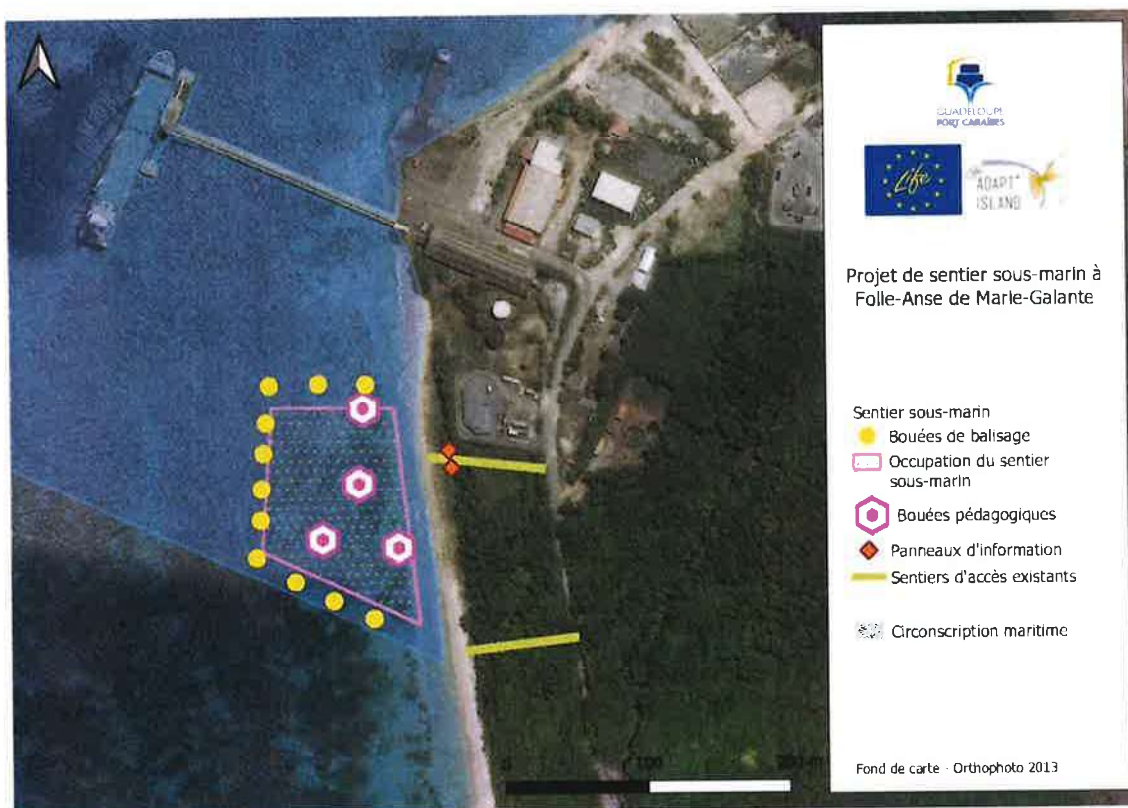 GUADELOUPE
PORT CARAÏBES
Life
ADAPT
ISLAND
Projet de sentier sous-marin à
Folle-Anse de Marie-Galante
Sentier sous-marin
Bouées de balisage
Occupation du sentier
sous-marin
Bouées pédagogiques
Panneaux d'information
Sentiers d'accès existants
Circonscription maritime
0 100 200 m
Fond de carte - Orthophoto 2013